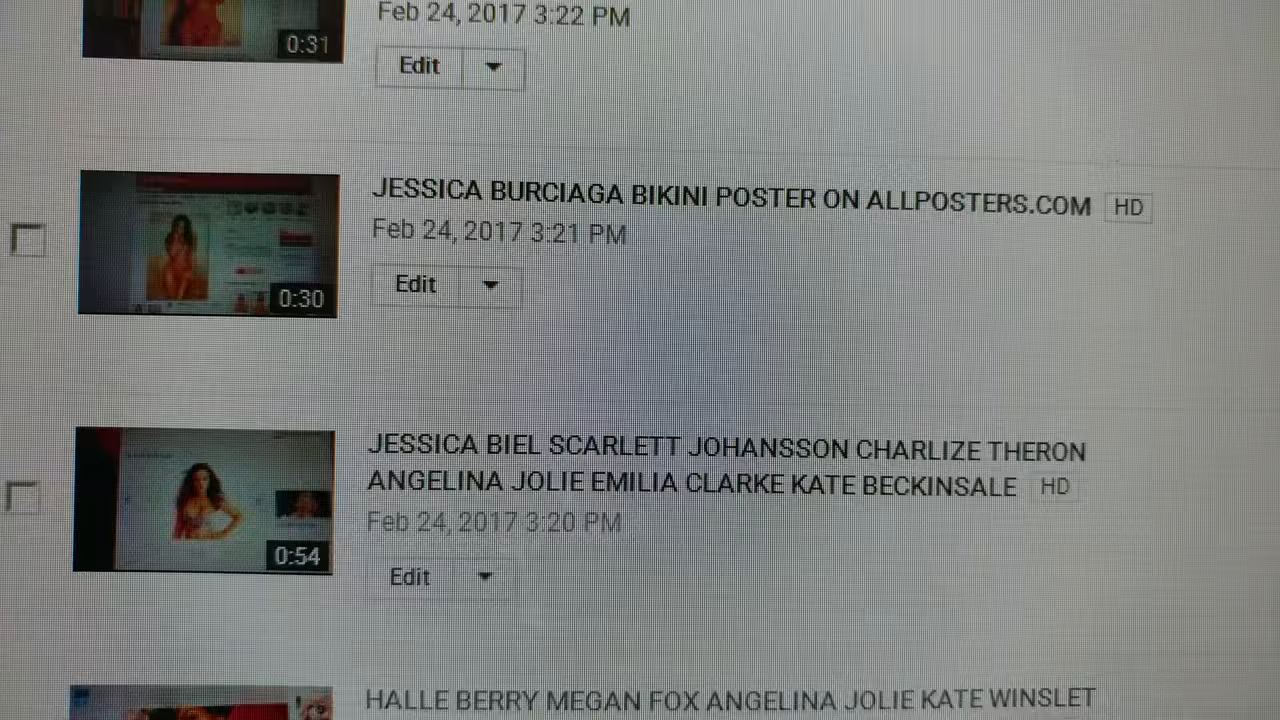 Feb 24, 2017 3:22 PM
0:31
Edit
JESSICA BURCIAGA BIKINI POSTER ON ALLPOSTERS.COM HD
Feb 24, 2017 3:21 PM
0:30
Edit
JESSICA BIEL SCARLETT JOHANSSON CHARLIZE THERON
ANGELINA JOLIE EMILIA CLARKE KATE BECKINSALE HD
Feb 24, 2017 3:20 PM
0:54
Edit
HALLE BERRY MEGAN FOX ANGELINA JOLIE KATE WINSLET